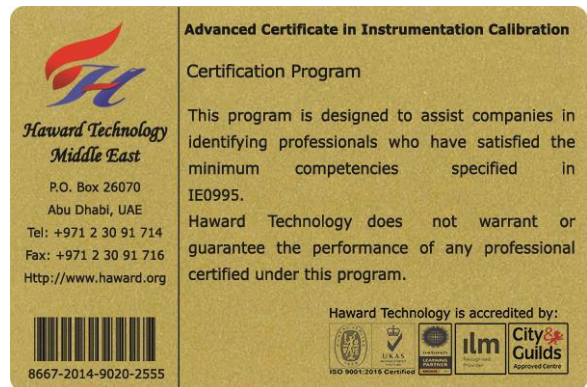 Haward Technology
Middle East
P.O. Box 26070
Abu Dhabi, UAE
Tel: +971 2 30 91 714
Fax: +971 2 30 91 716
Http://www.haward.org
8667-2014-9020-2555
Advanced Certificate in Instrumentation Calibration
Certification Program
This program is designed to assist companies in
identifying professionals who have satisfied the
minimum competencies specified in
IE0995.
Haward Technology does not warrant or
guarantee the performance of any professional
certified under this program.
Haward Technology is accredited by:
UKAS
ISO 9001:2015 Certified
LEARNING
PARTNER
ilm
Recognised
Provider
City&
Guilds
Approved Centre